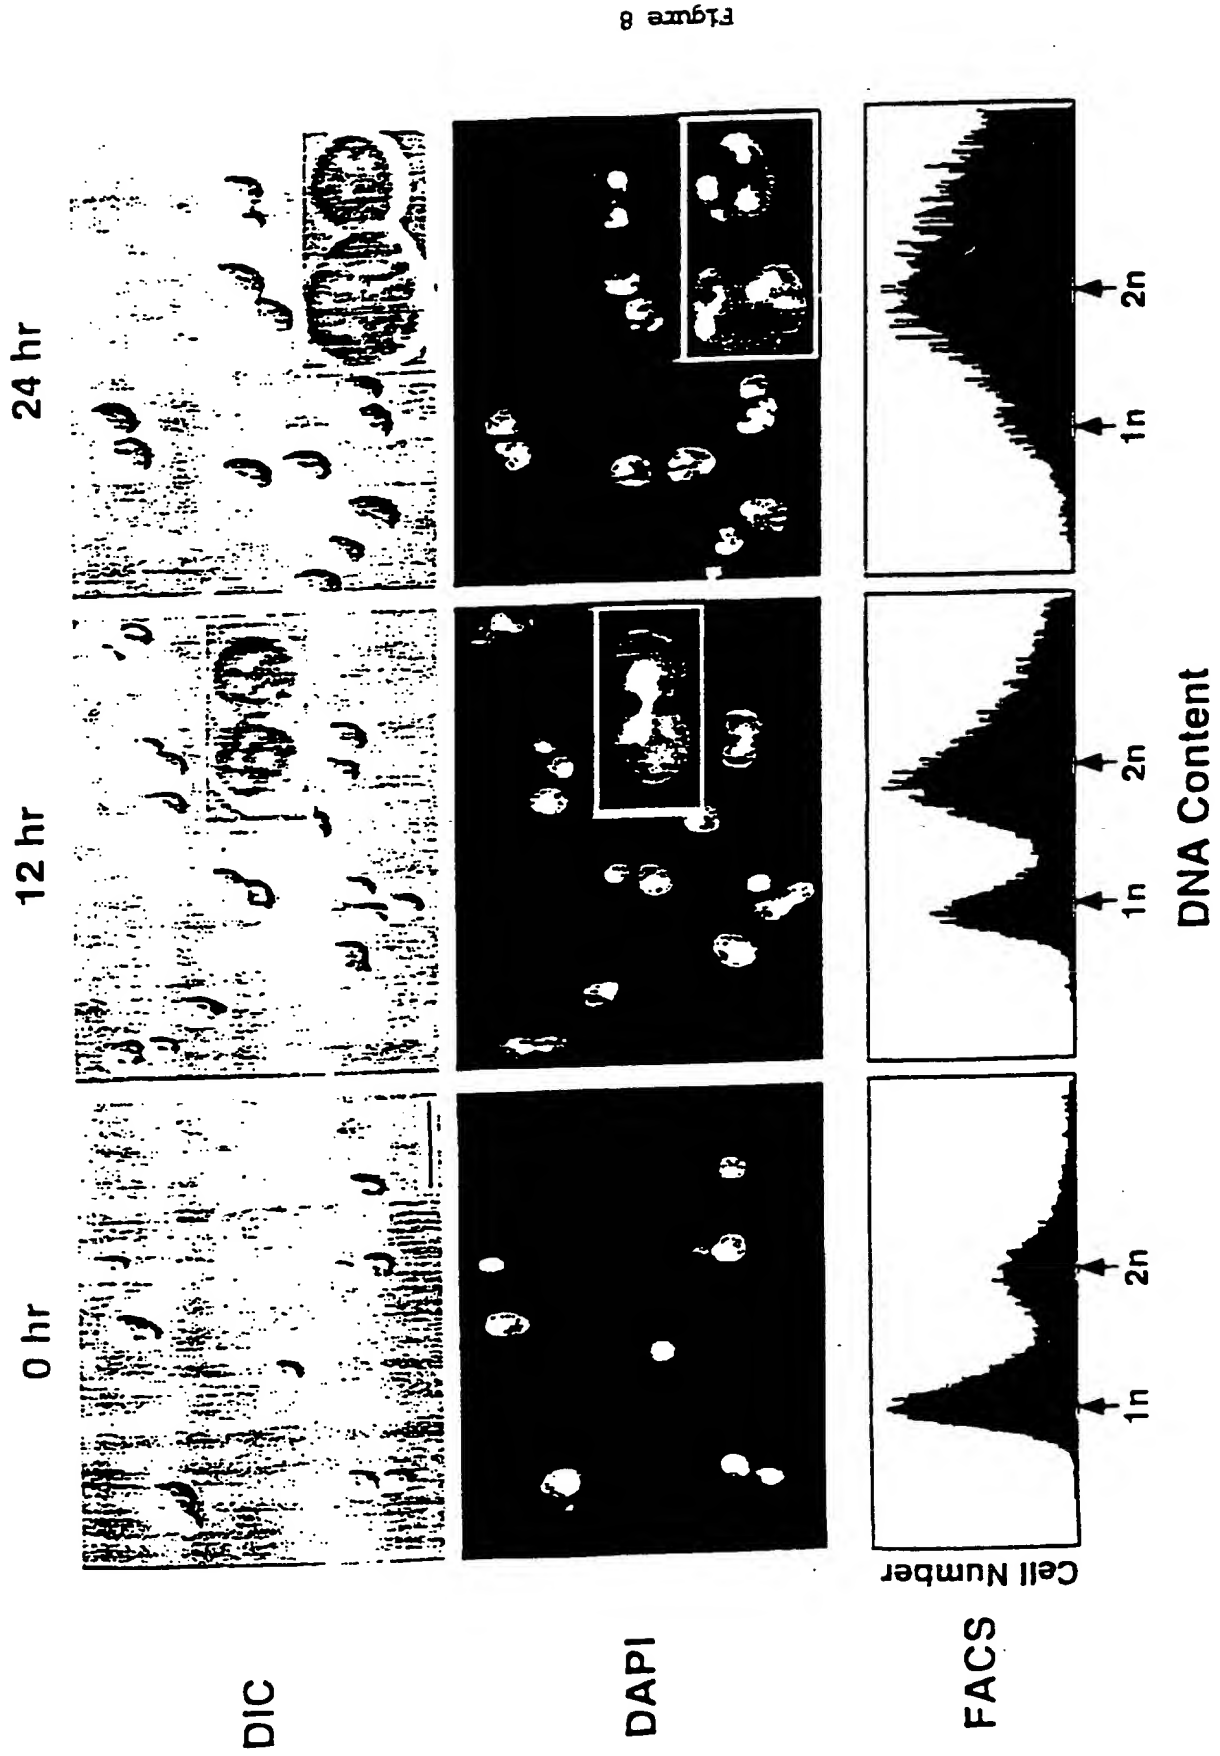 Figure 8
0 hr
12 hr
24 hr
DIC
DAPI
FACS
Cell Number
1n
2n
1n
2n
1n
2n
DNA Content